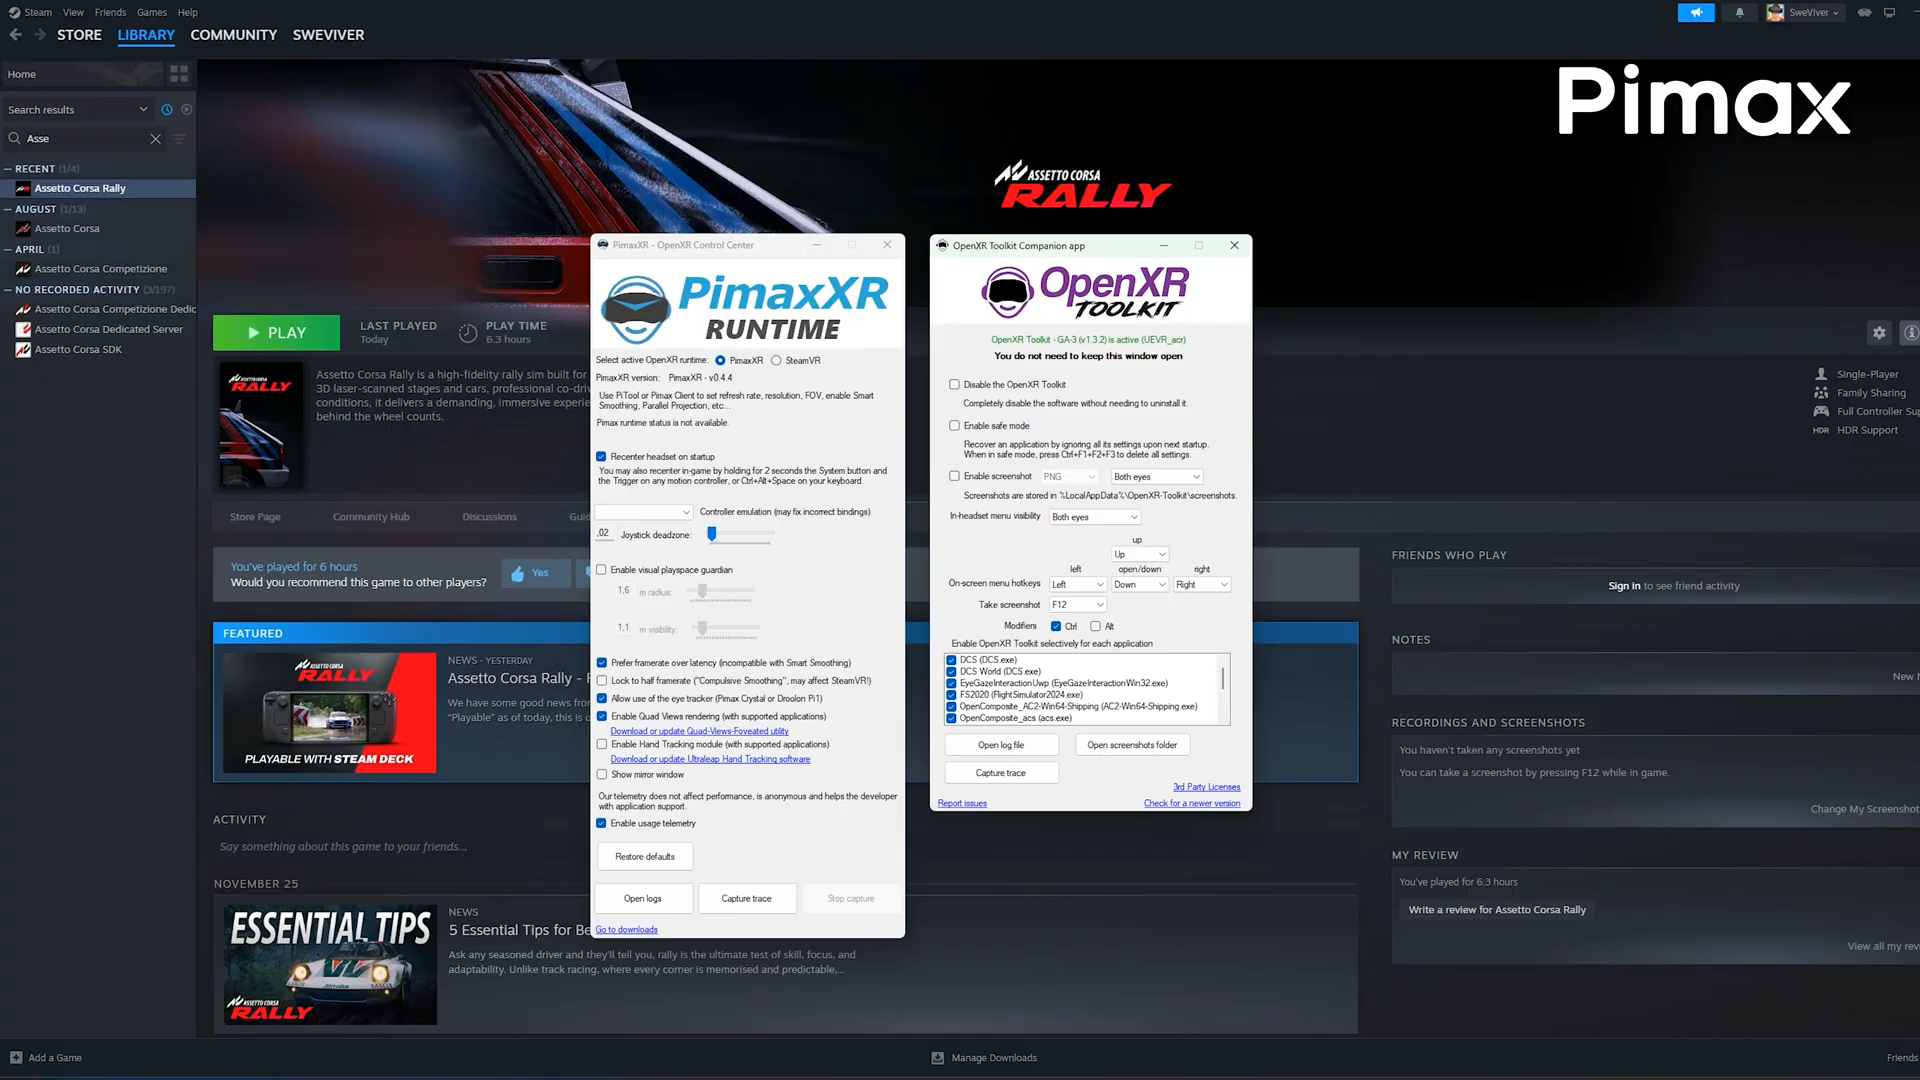 Steam View Friends Games Help
SweViver
STORE LIBRARY COMMUNITY SWEVIVER
Home
Pimax
Search results
Asse
— RECENT (1/4)
Assetto Corsa Rally
— AUGUST (1/13)
Assetto Corsa
— APRIL (1)
Assetto Corsa Competizione
— NO RECORDED ACTIVITY (3/197)
Assetto Corsa Competizione Dedic
Assetto Corsa Dedicated Server
Assetto Corsa SDK
ASSETTO CORSA
RALLY
PLAY
LAST PLAYED
Today
PLAY TIME
6.3 hours
ASSETTO CORSA
RALLY
Assetto Corsa Rally is a high-fidelity rally sim built for
3D laser-scanned stages and cars, professional co-driv
conditions, it delivers a demanding, immersive experie
behind the wheel counts.
Single-Player
Family Sharing
Full Controller Sup
HDR HDR Support
Store Page Community Hub Discussions Guid
You've played for 6 hours
Would you recommend this game to other players?
Yes
FEATURED
ASSETTO CORSA
RALLY
PLAYABLE WITH STEAM DECK
NEWS - YESTERDAY
Assetto Corsa Rally - F
We have some good news from
"Playable" as of today, this is c
ACTIVITY
Say something about this game to your friends...
NOVEMBER 25
ESSENTIAL TIPS
ASSETTO CORSA
RALLY
NEWS
5 Essential Tips for Be
Ask any seasoned driver and they'll tell you, rally is the ultimate test of skill, focus, and
adaptability. Unlike track racing, where every corner is memorised and predictable,...
PimaxXR - OpenXR Control Center
PimaxXR
RUNTIME
Select active OpenXR runtime: PimaxXR SteamVR
PimaxXR version: PimaxXR - v0.4.4
Use PiTool or Pimax Client to set refresh rate, resolution, FOV, enable Smart
Smoothing, Parallel Projection, etc...
Pimax runtime status is not available.
Recenter headset on startup
You may also recenter in-game by holding for 2 seconds the System button and
the Trigger on any motion controller, or Ctrl+Alt+Space on your keyboard.
Controller emulation (may fix incorrect bindings)
,02 Joystick deadzone:
Enable visual playspace guardian
1,6 m radius:
1,1 m visibility:
Prefer framerate over latency (incompatible with Smart Smoothing)
Lock to half framerate ("Compulsive Smoothing", may affect SteamVR!)
Allow use of the eye tracker (Pimax Crystal or Droolon Pi1)
Enable Quad Views rendering (with supported applications)
Download or update Quad-Views-Foveated utility
Enable Hand Tracking module (with supported applications)
Download or update Ultraleap Hand Tracking software
Show mirror window
Our telemetry does not affect performance, is anonymous and helps the developer
with application support.
Enable usage telemetry
Restore defaults
Open logs Capture trace Stop capture
Go to downloads
OpenXR Toolkit Companion app
OpenXR
TOOLKIT
OpenXR Toolkit - GA-3 (v1.3.2) is active (UEVR_acr)
You do not need to keep this window open
Disable the OpenXR Toolkit
Completely disable the software without needing to uninstall it.
Enable safe mode
Recover an application by ignoring all its settings upon next startup.
When in safe mode, press Ctrl+F1+F2+F3 to delete all settings.
Enable screenshot PNG Both eyes
Screenshots are stored in %LocalAppData%\OpenXR-Toolkit\screenshots.
In-headset menu visibility Both eyes
up
Up
left open/down right
On-screen menu hotkeys Left Down Right
Take screenshot F12
Modifiers Ctrl Alt
Enable OpenXR Toolkit selectively for each application
DCS (DCS.exe)
DCS World (DCS.exe)
EyeGazeInteractionUwp (EyeGazeInteractionWin32.exe)
FS2020 (FlightSimulator2024.exe)
OpenComposite_AC2-Win64-Shipping (AC2-Win64-Shipping.exe)
OpenComposite_acs (acs.exe)
Open log file Open screenshots folder
Capture trace
3rd Party Licenses
Report issues Check for a newer version
FRIENDS WHO PLAY
Sign in to see friend activity
NOTES
New
RECORDINGS AND SCREENSHOTS
You haven't taken any screenshots yet
You can take a screenshot by pressing F12 while in game.
Change My Screenshot
MY REVIEW
You've played for 6.3 hours
Write a review for Assetto Corsa Rally
View all my revi
Add a Game
Manage Downloads
Friends